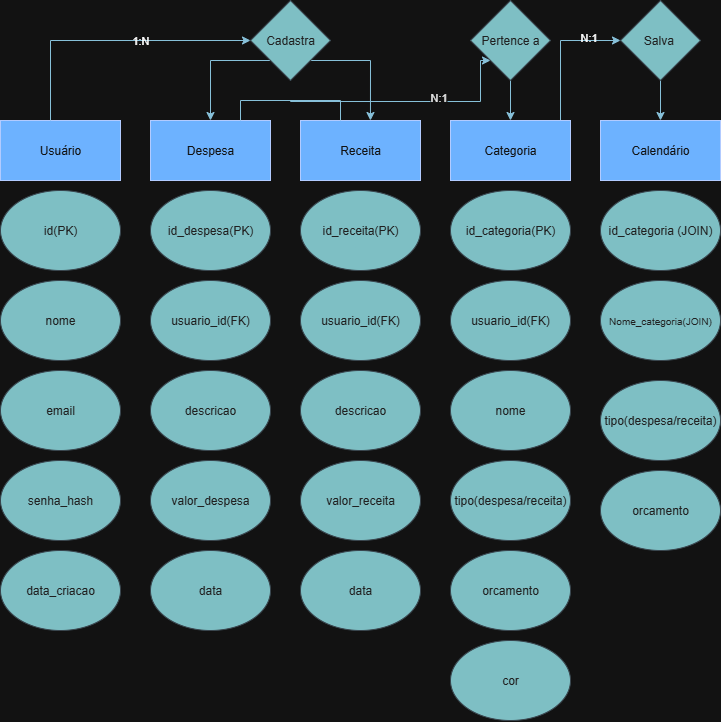 Cadastra
Pertence a
Salva
1:N
N:1
N:1
Usuário
Despesa
Receita
Categoria
Calendário
id(PK)
id_despesa(PK)
id_receita(PK)
id_categoria(PK)
id_categoria (JOIN)
nome
usuario_id(FK)
usuario_id(FK)
usuario_id(FK)
Nome_categoria(JOIN)
email
descricao
descricao
nome
tipo(despesa/receita)
senha_hash
valor_despesa
valor_receita
tipo(despesa/receita)
orcamento
data_criacao
data
data
orcamento
cor